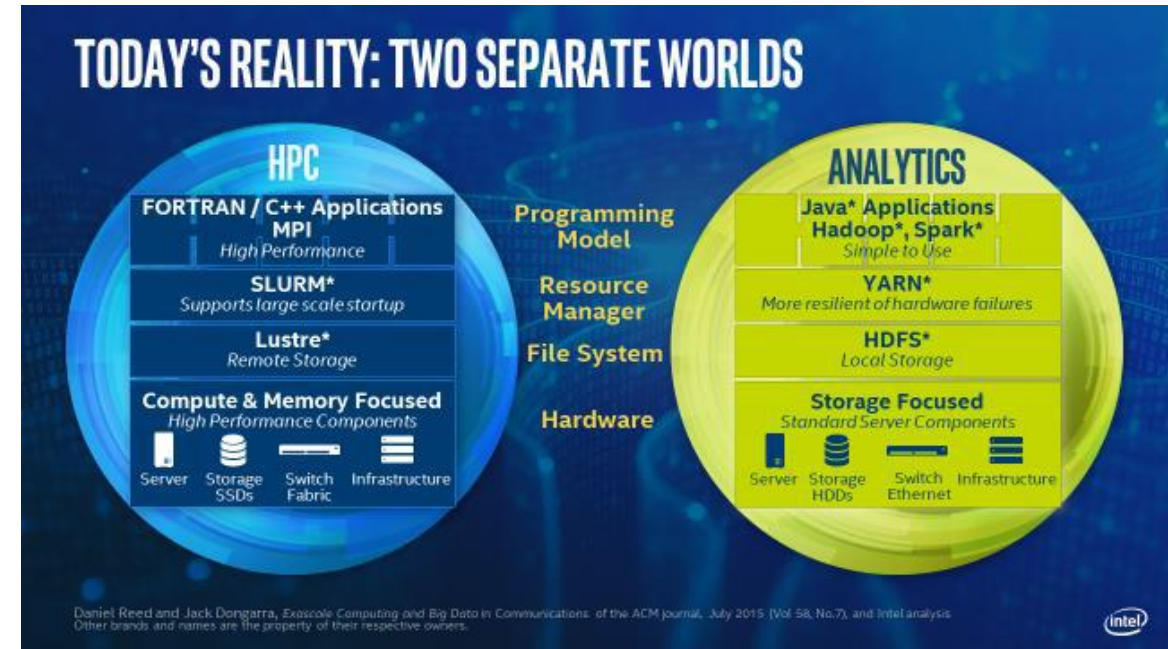 TODAY'S REALITY: TWO SEPARATE WORLDS
HPC
FORTRAN / C++ Applications
MPI
High Performance
SLURM*
Supports large scale startup
Lustre*
Remote Storage
Compute & Memory Focused
High Performance Components
Server
Storage
SSDs
Switch
Fabric
Infrastructure
Programming
Model
Resource
Manager
File System
Hardware
ANALYTICS
Java* Applications
Hadoop*, Spark*
Simple to Use
YARN*
More resilient of hardware failures
HDFS*
Local Storage
Storage Focused
Standard Server Components
Server
Storage
HDDs
Switch
Ethernet
Infrastructure
Daniel Reed and Jack Dongarra, Exascale Computing and Big Data in Communications of the ACM journal, July 2015 (Vol 58, No.7), and Intel analysis
Other brands and names are the property of their respective owners.
intel